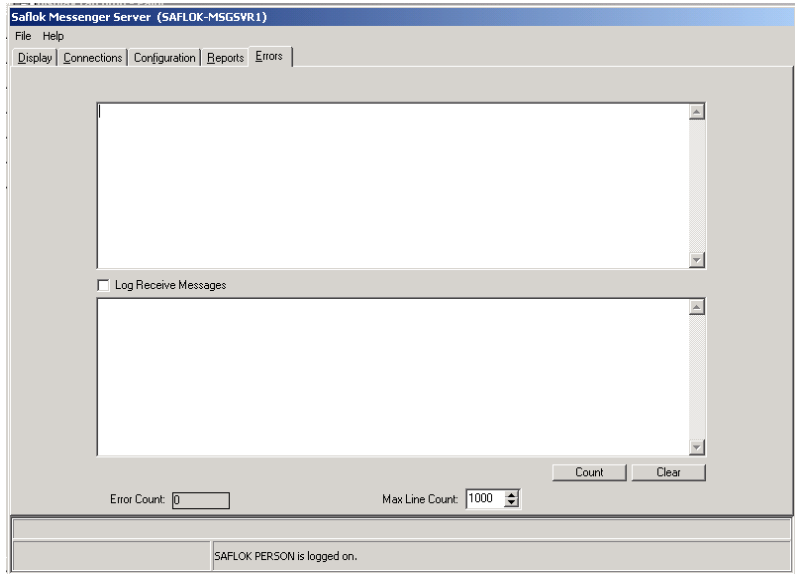 Saflok Messenger Server (SAFLOK-MSGSVR1)
File Help
Display Connections Configuration Reports Errors
Log Receive Messages
Count Clear
Error Count: 0 Max Line Count: 1000
SAFLOK PERSON is logged on.